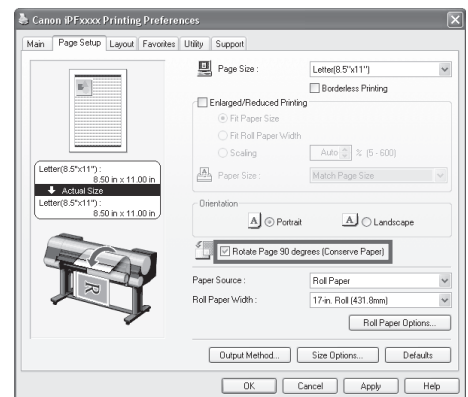 Canon iPFxxxx Printing Preferences
Main Page Setup Layout Favorites Utility Support
Page Size : Letter(8.5"x11")
Borderless Printing
Enlarged/Reduced Printing
Fit Paper Size
Fit Roll Paper Width
Scaling Auto % (5 - 600)
Paper Size : Match Page Size
Letter(8.5"x11") :
8.50 in x 11.00 in
Actual Size
Letter(8.5"x11") :
8.50 in x 11.00 in
Orientation
A Portrait A Landscape
Rotate Page 90 degrees (Conserve Paper)
R
Paper Source : Roll Paper
Roll Paper Width : 17-in. Roll (431.8mm)
Roll Paper Options...
Output Method... Size Options... Defaults
OK Cancel Apply Help